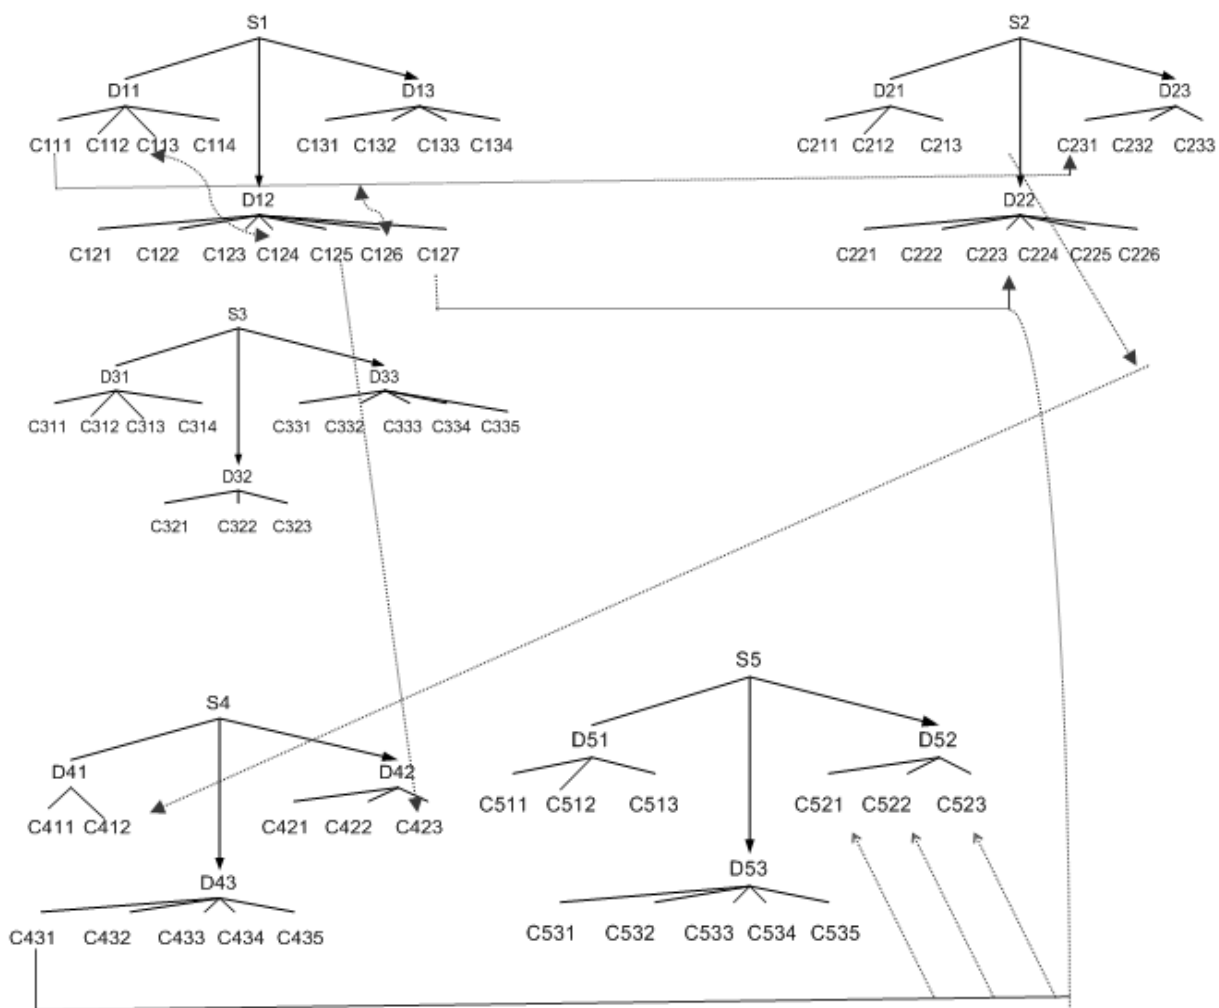 S1 S2
D11 D13 D21 D23
C111 C112 C113 C114 C131 C132 C133 C134 C211 C212 C213 C231 C232 C233
D12 D22
C121 C122 C123 C124 C125 C126 C127 C221 C222 C223 C224 C225 C226
S3
D31 D33
C311 C312 C313 C314 C331 C332 C333 C334 C335
D32
C321 C322 C323
S5
S4
D51 D52
D41 D42
C511 C512 C513 C521 C522 C523
C411 C412 C421 C422 C423
D53
D43
C531 C532 C533 C534 C535
C431 C432 C433 C434 C435